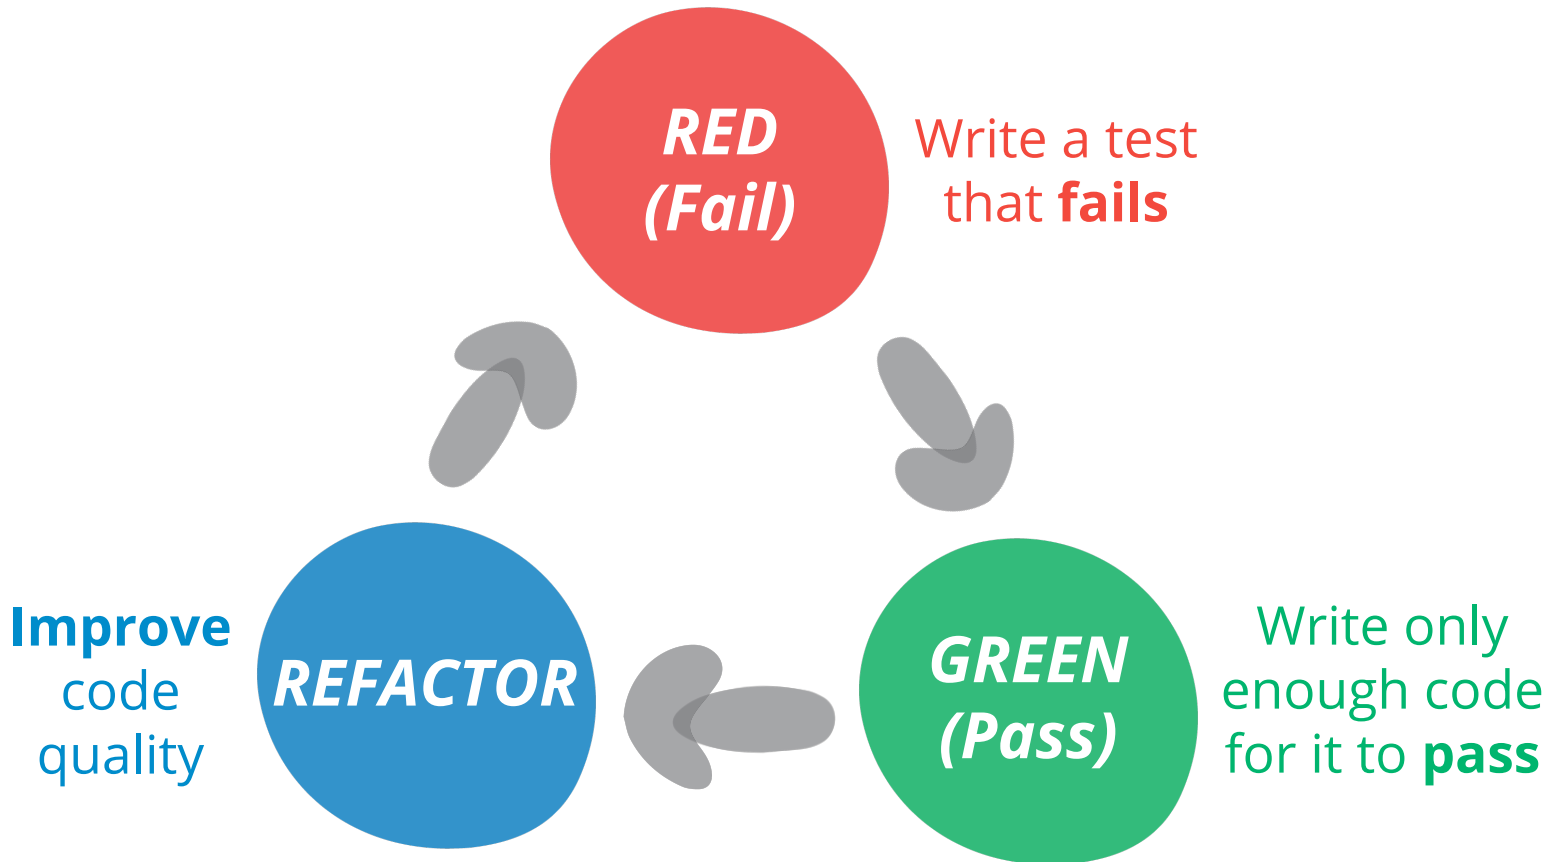 RED
(Fail)
Write a test
that fails
GREEN
(Pass)
Write only
enough code
for it to pass
REFACTOR
Improve
code
quality